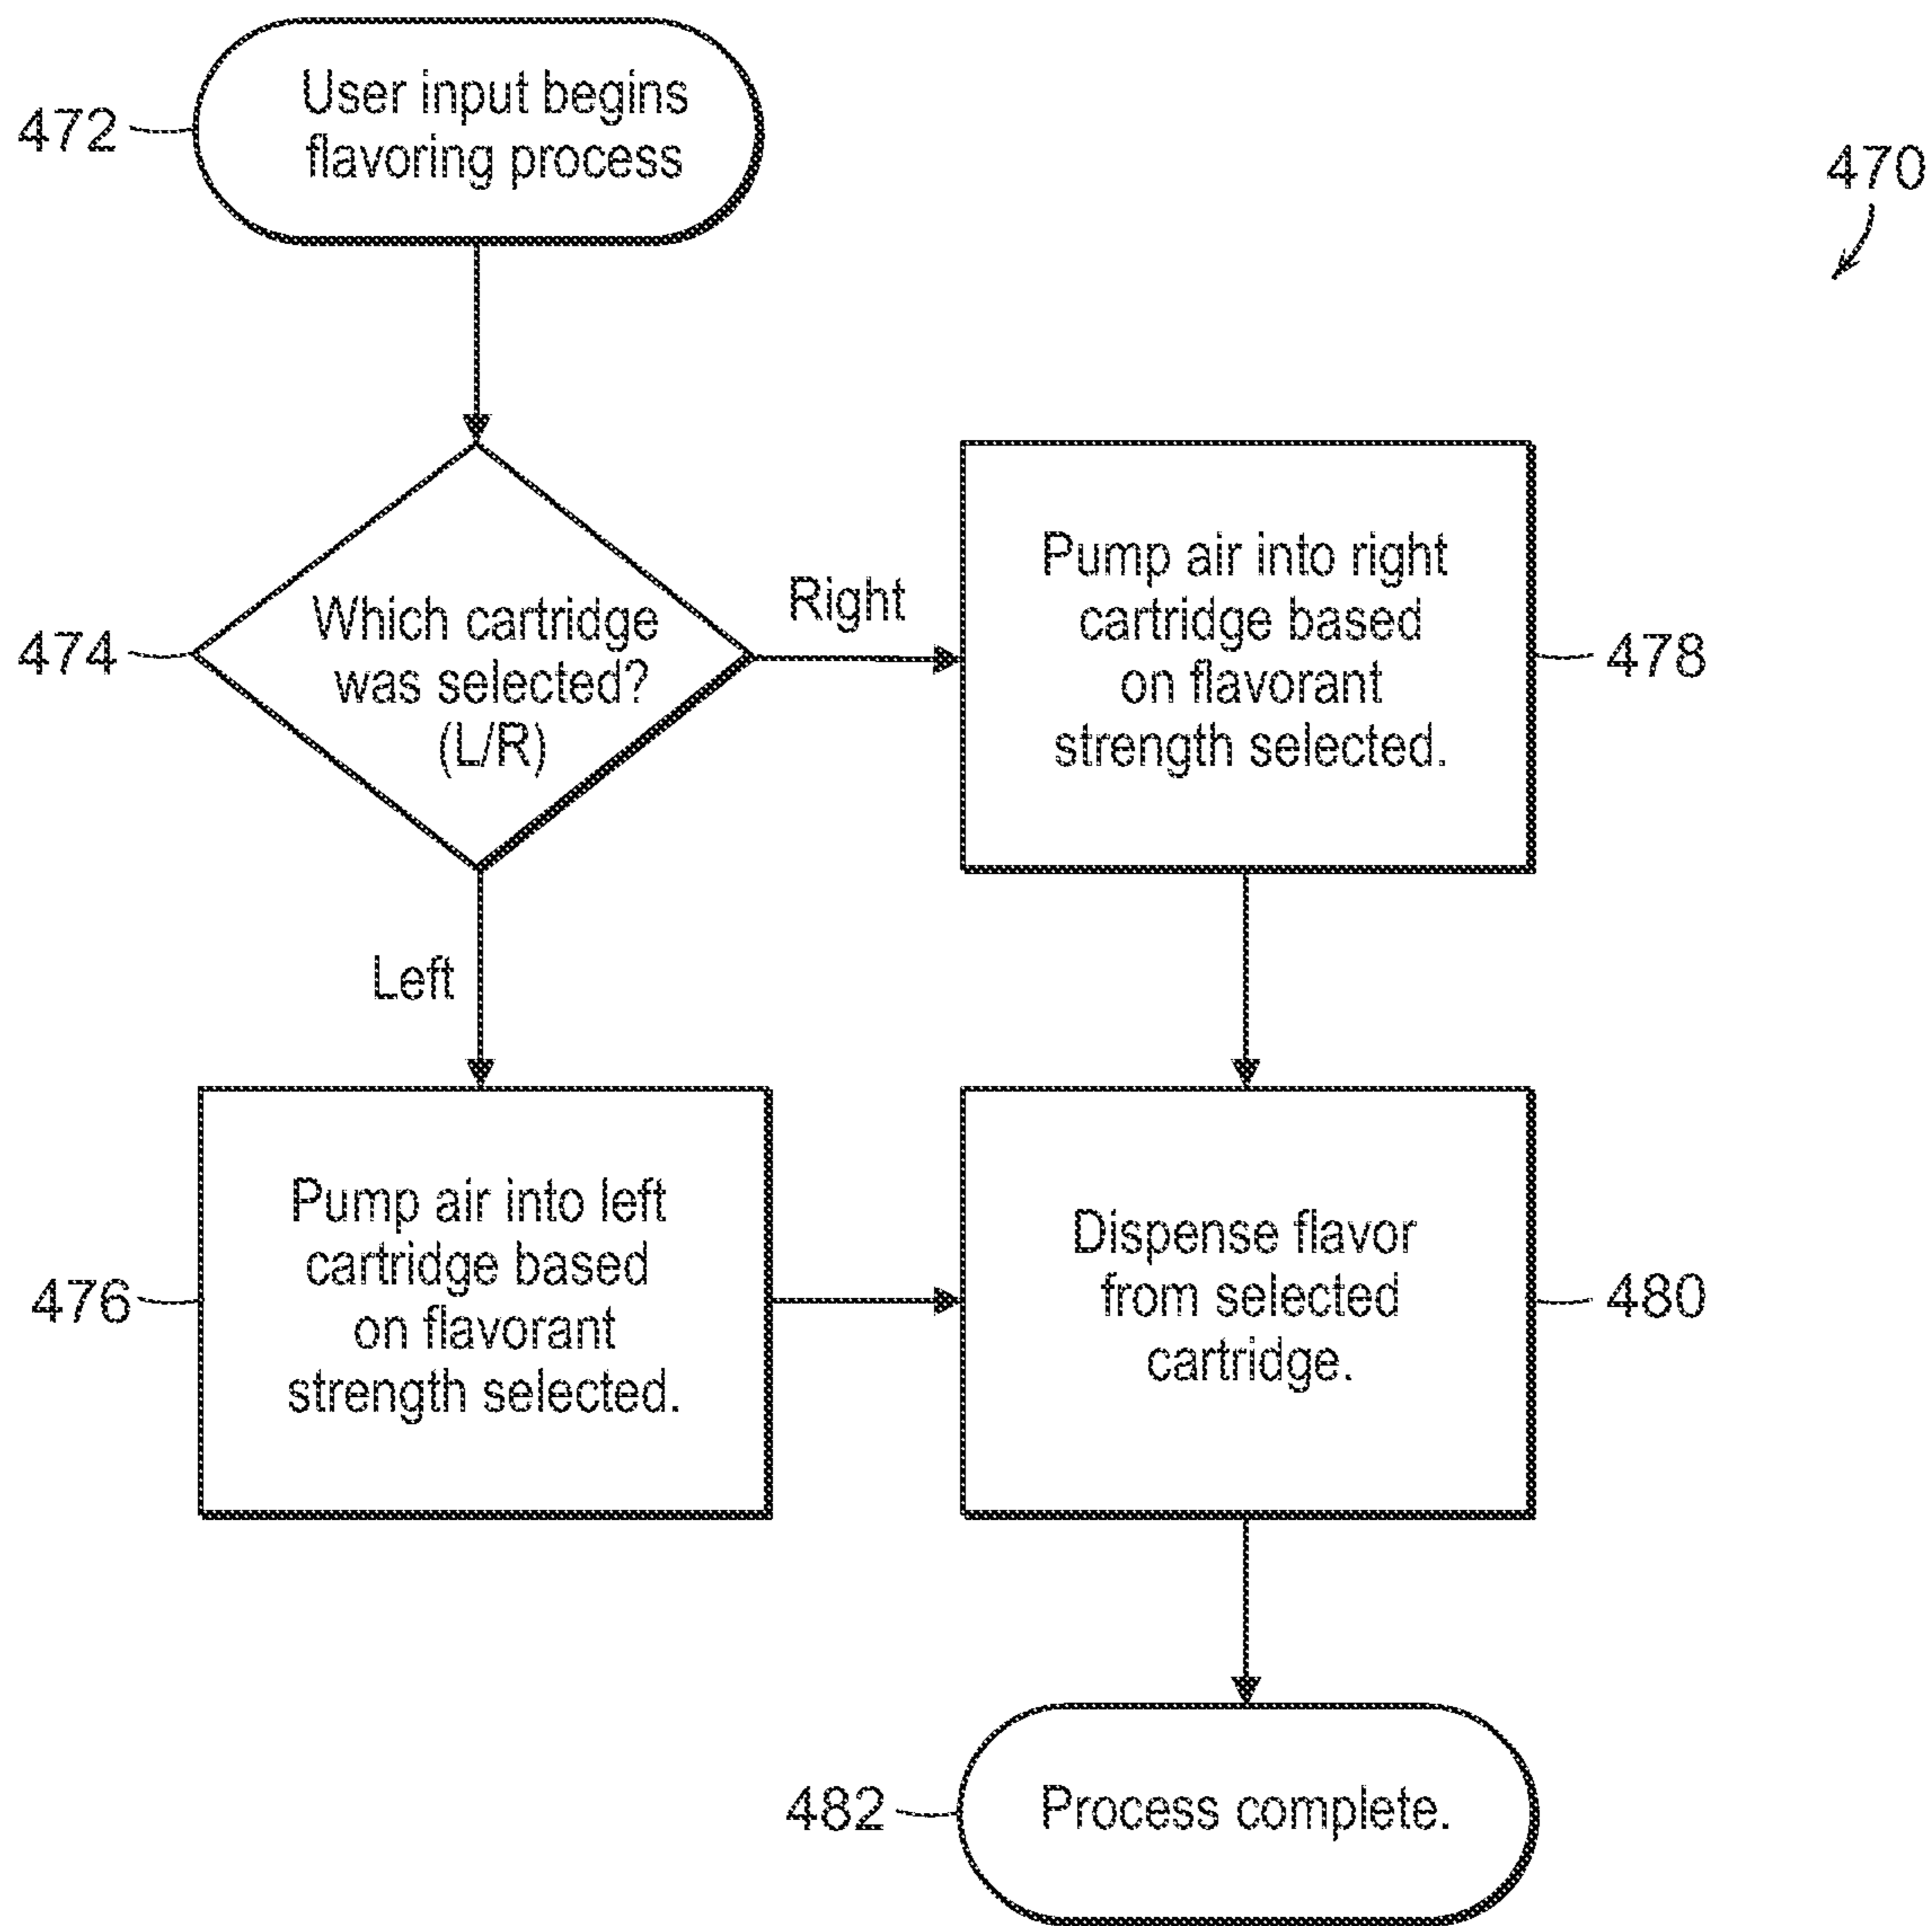 User input begins
flavoring process
472
470
Which cartridge
was selected?
(L/R)
474
Right
Pump air into right
cartridge based
on flavorant
strength selected.
478
Left
Pump air into left
cartridge based
on flavorant
strength selected.
476
Dispense flavor
from selected
cartridge.
480
482
Process complete.